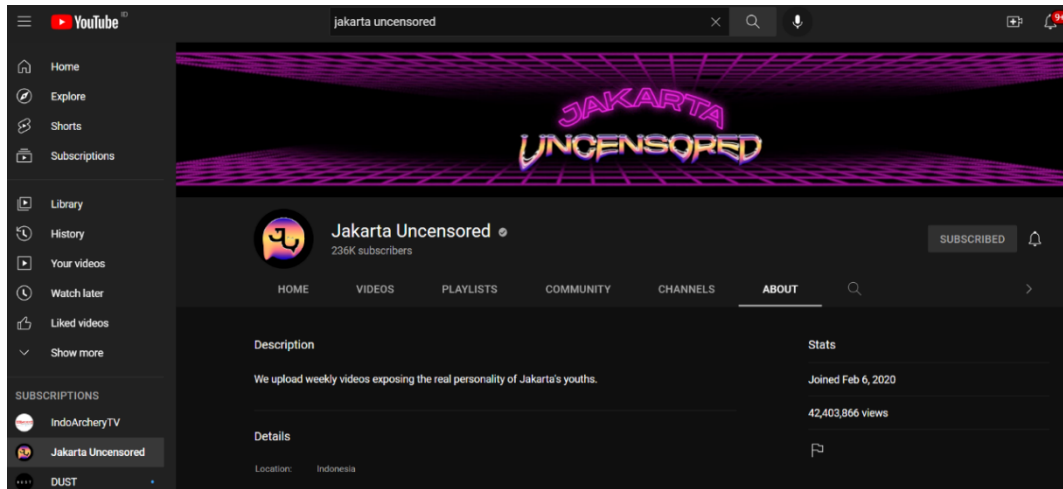 YouTube ID
jakarta uncensored
9+
Home
Explore
Shorts
Subscriptions
Library
History
Your videos
Watch later
Liked videos
Show more
SUBSCRIPTIONS
IndoArcheryTV
Jakarta Uncensored
DUST
JAKARTA
UNCENSORED
Jakarta Uncensored
236K subscribers
SUBSCRIBED
HOME VIDEOS PLAYLISTS COMMUNITY CHANNELS ABOUT
Description
We upload weekly videos exposing the real personality of Jakarta's youths.
Details
Location: Indonesia
Stats
Joined Feb 6, 2020
42,403,866 views